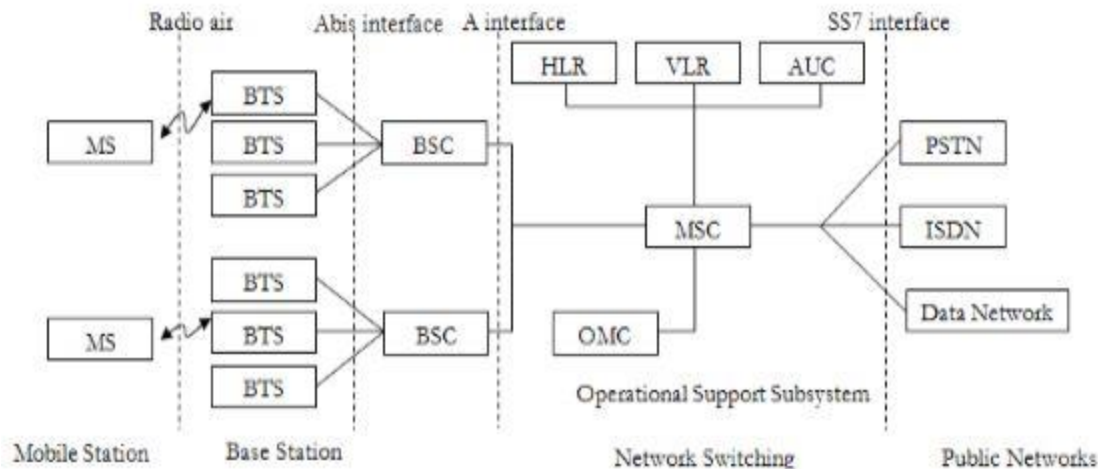 Radio air Abis interface A interface SS7 interface
HLR VLR AUC
BTS
MS BTS BSC PSTN
BTS
MSC ISDN
BTS
MS BTS BSC OMC Data Network
BTS
Operational Support Subsystem
Mobile Station Base Station Network Switching Public Networks